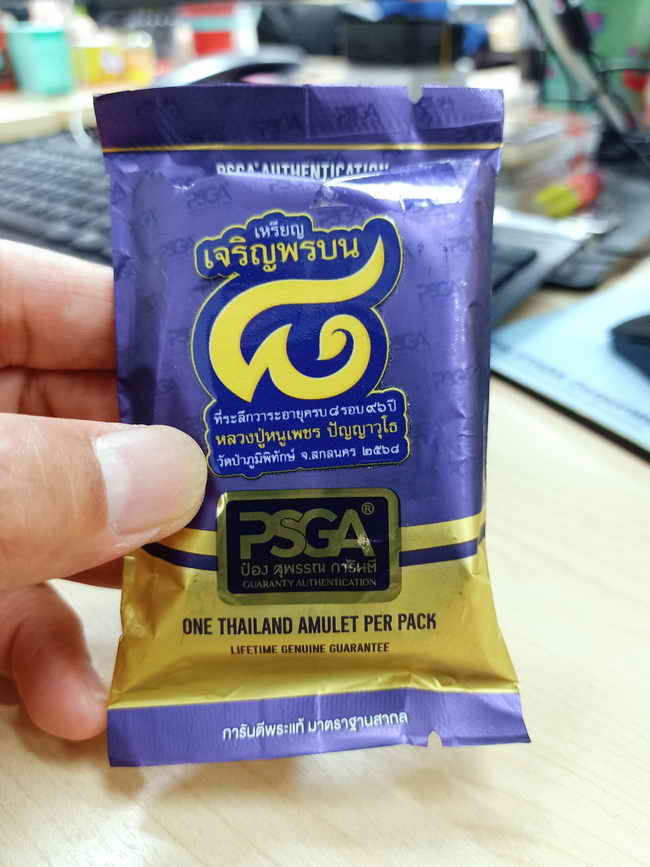 PSGA
PSGA® AUTHENTICATION
เหรียญ
เจริญพรบน
๘
ที่ระลึกวาระอายุครบ ๘ รอบ ๙๖ ปี
หลวงปู่หนูเพชร ปัญญาวุโธ
วัดป่าภูมิพิทักษ์ จ.สกลนคร ๒๕๖๘
PSGA®
ป๋อง สุพรรณ การันตี
GUARANTY AUTHENTICATION
ONE THAILAND AMULET PER PACK
LIFETIME GENUINE GUARANTEE
การันตีพระแท้ มาตราฐานสากล